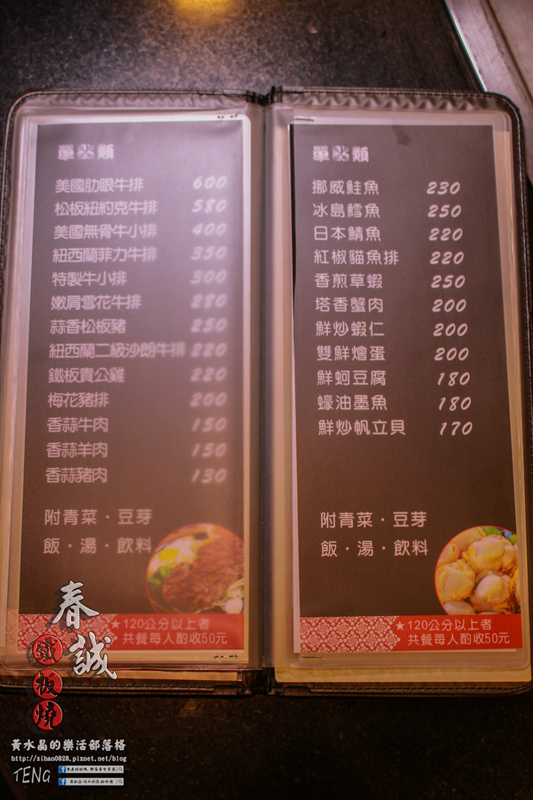 單點類
美國肋眼牛排 600
松板紐約克牛排 580
美國無骨牛小排 400
紐西蘭菲力牛排 350
特製牛小排 300
嫩肩雪花牛排 280
蒜香松板豬 250
紐西蘭二級沙朗牛排 220
鐵板貴公雞 220
梅花豬排 200
香蒜牛肉 150
香蒜羊肉 150
香蒜豬肉 130
附青菜・豆芽
飯・湯・飲料
★120公分以上者
共餐每人酌收50元
單點類
挪威鮭魚 230
冰島鱈魚 250
日本鯖魚 220
紅椒貓魚排 220
香煎草蝦 250
塔香蟹肉 200
鮮炒蝦仁 200
雙鮮燴蛋 200
鮮蚵豆腐 180
蠔油墨魚 180
鮮炒帆立貝 170
附青菜・豆芽
飯・湯・飲料
★120公分以上者
共餐每人酌收50元
春誠
鐵板燒
黃水晶的樂活部落格
http://sihan0828.pixnet.net/blog
TENG